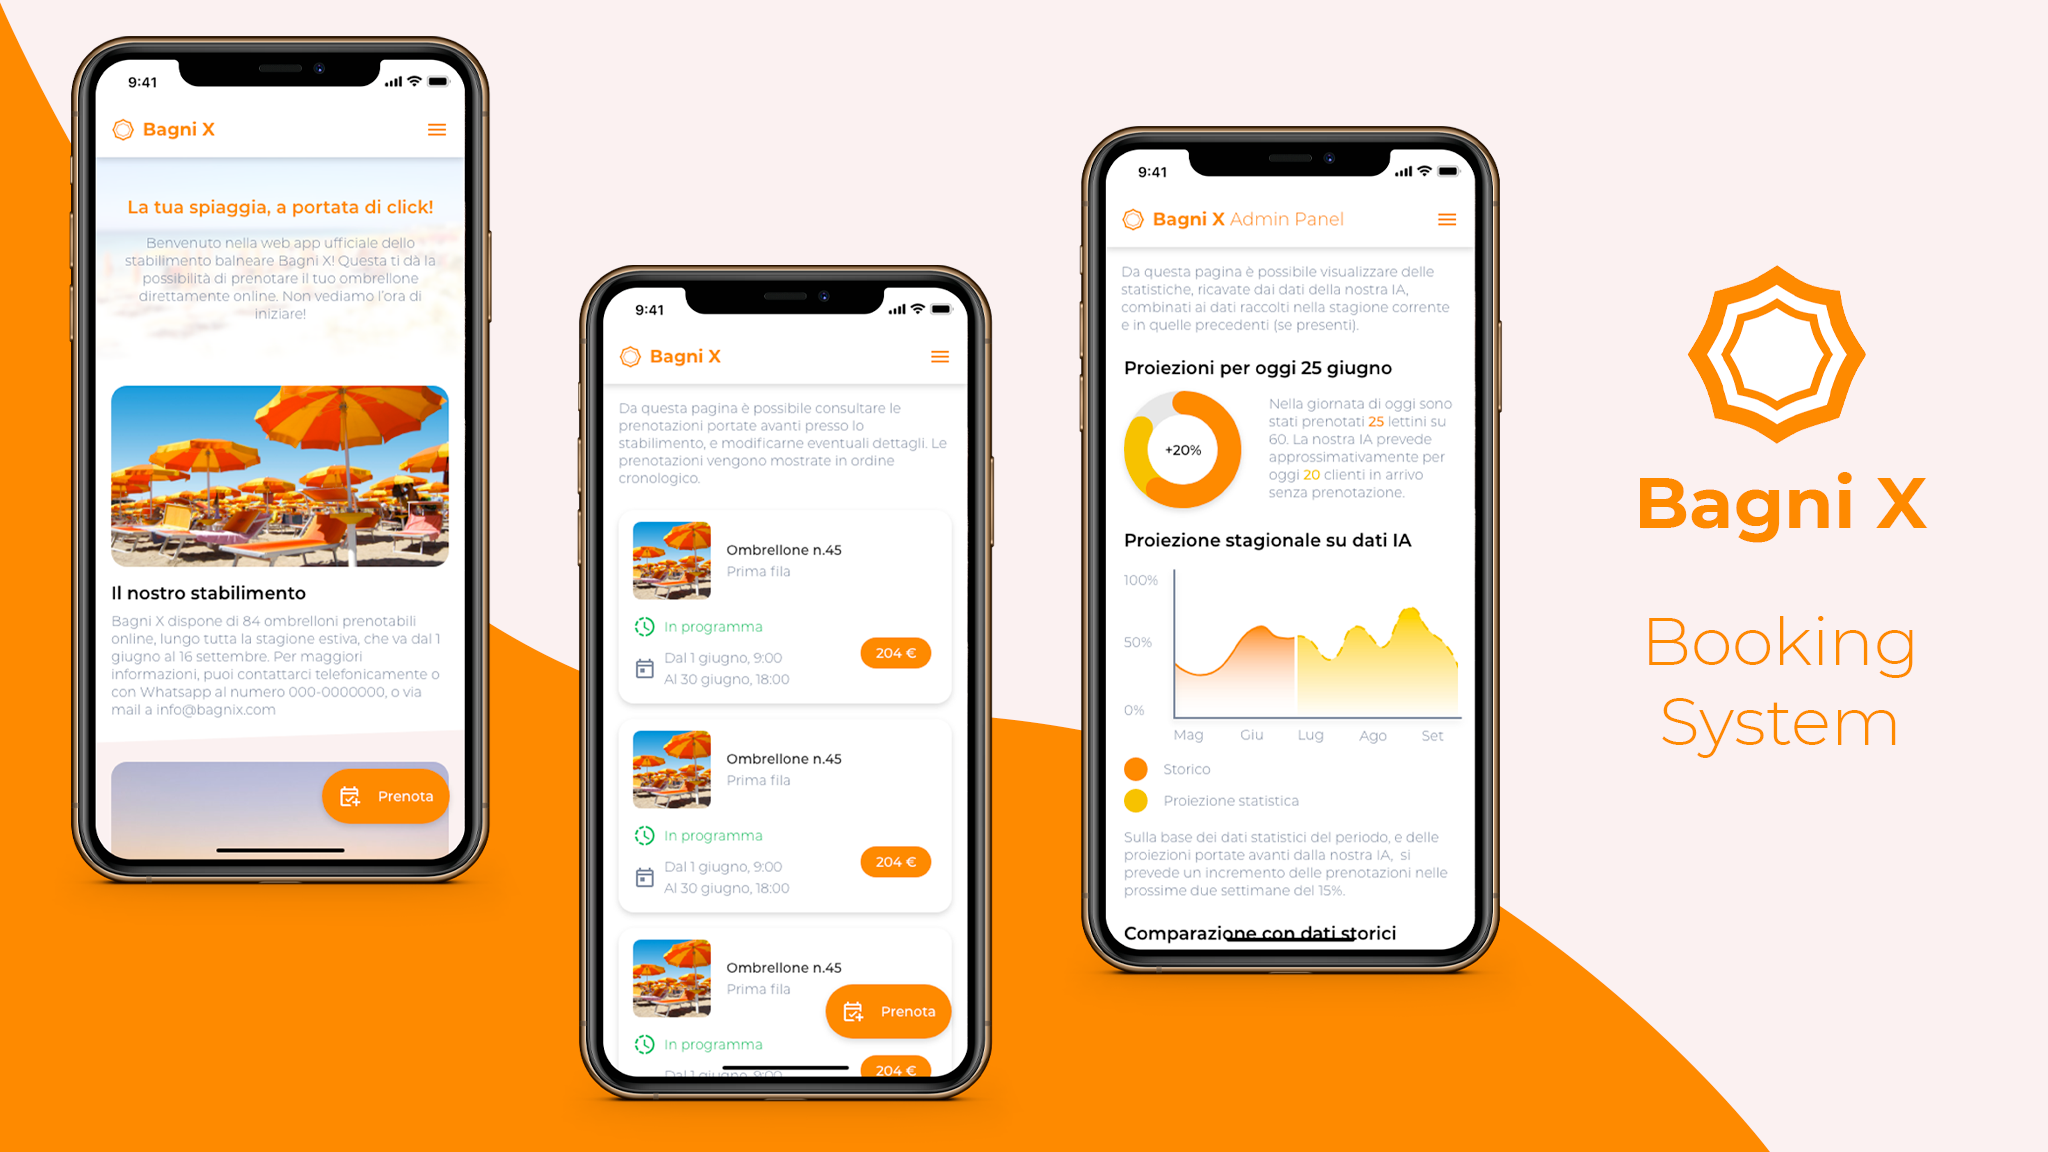 9:41
Bagni X
La tua spiaggia, a portata di click!
Benvenuto nella web app ufficiale dello
stabilimento balneare Bagni X! Questa ti dà la
possibilità di prenotare il tuo ombrellone
direttamente online. Non vediamo l'ora di
iniziare!
Il nostro stabilimento
Bagni X dispone di 84 ombrelloni prenotabili
online, lungo tutta la stagione estiva, che va dal 1
giugno al 16 settembre. Per maggiori
informazioni, puoi contattarci telefonicamente o
con Whatsapp al numero 000-0000000, o via
mail a info@bagnix.com
Prenota
9:41
Bagni X
Da questa pagina è possibile consultare le
prenotazioni portate avanti presso lo
stabilimento, e modificarne eventuali dettagli. Le
prenotazioni vengono mostrate in ordine
cronologico.
Ombrellone n.45
Prima fila
In programma
Dal 1 giugno, 9:00
Al 30 giugno, 18:00
204 €
Ombrellone n.45
Prima fila
In programma
Dal 1 giugno, 9:00
Al 30 giugno, 18:00
204 €
Ombrellone n.45
Prima fila
Prenota
In programma
Dal 1 giugno, 9:00
204 €
9:41
Bagni X Admin Panel
Da questa pagina è possibile visualizzare delle
statistiche, ricavate dai dati della nostra IA,
combinati ai dati raccolti nella stagione corrente
e in quelle precedenti (se presenti).
Proiezioni per oggi 25 giugno
+20%
Nella giornata di oggi sono
stati prenotati 25 lettini su
60. La nostra IA prevede
approssimativamente per
oggi 20 clienti in arrivo
senza prenotazione.
Proiezione stagionale su dati IA
100%
50%
0%
Mag Giu Lug Ago Set
Storico
Proiezione statistica
Sulla base dei dati statistici del periodo, e delle
proiezioni portate avanti dalla nostra IA, si
prevede un incremento delle prenotazioni nelle
prossime due settimane del 15%.
Comparazione con dati storici
Bagni X
Booking
System